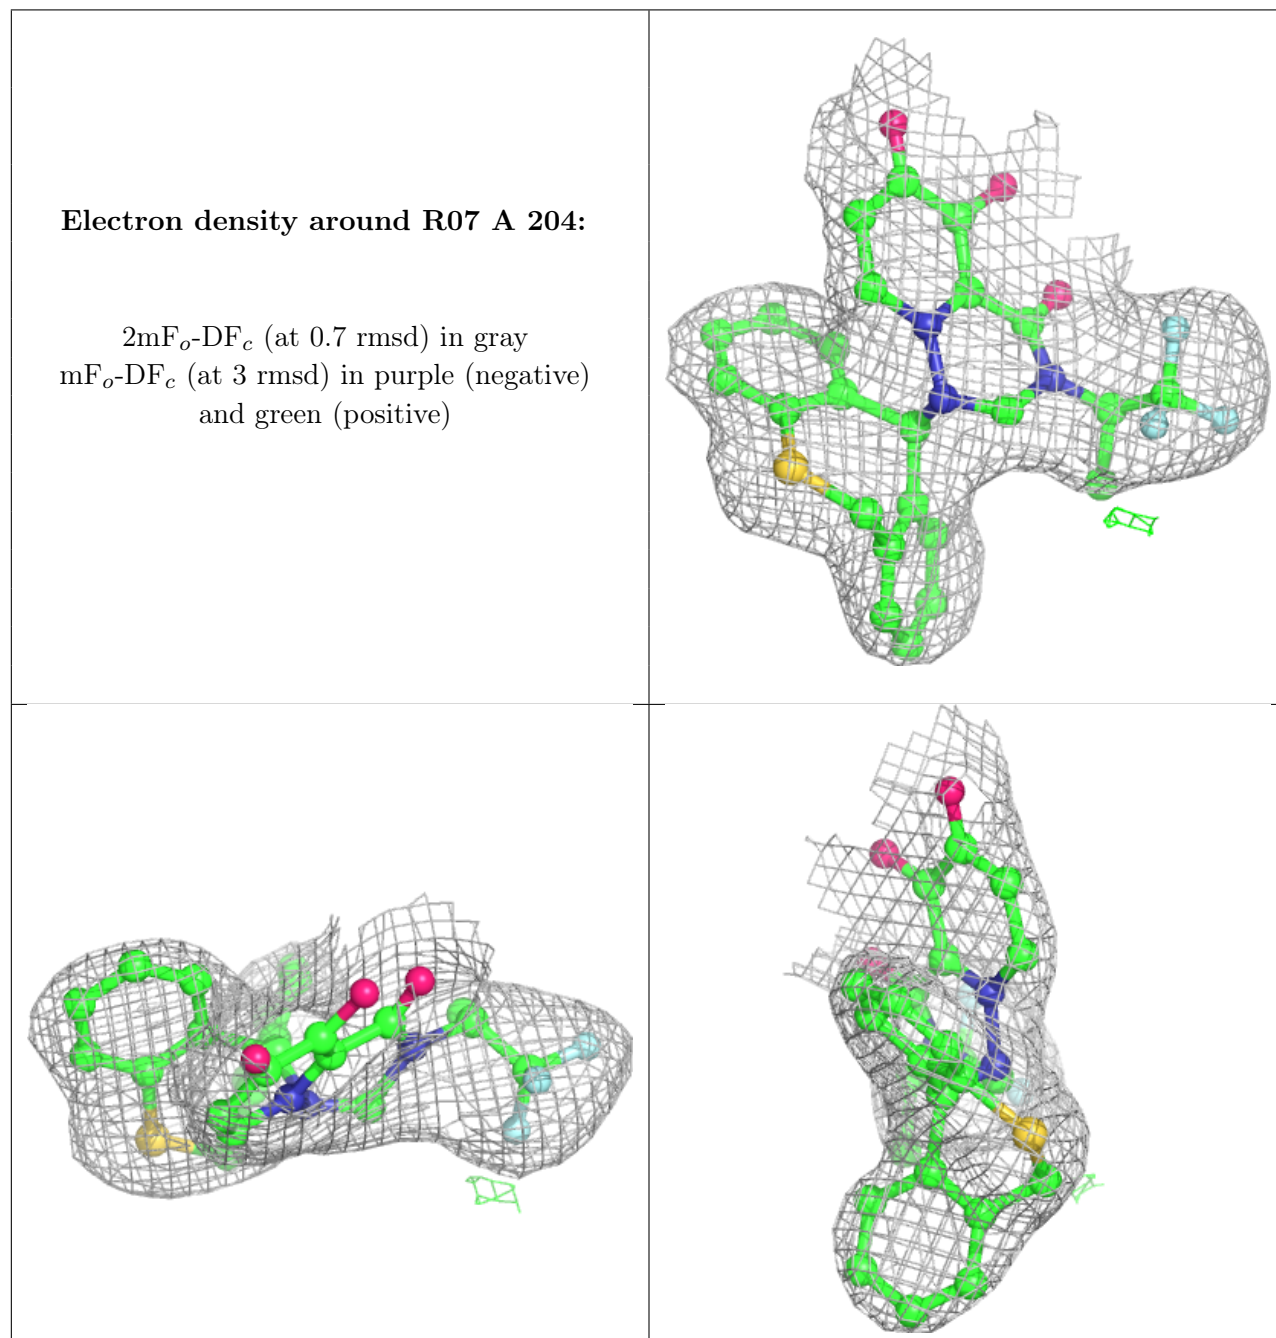 Electron density around R07 A 204:
2mFo-DFc (at 0.7 rmsd) in gray
mFo-DFc (at 3 rmsd) in purple (negative)
and green (positive)